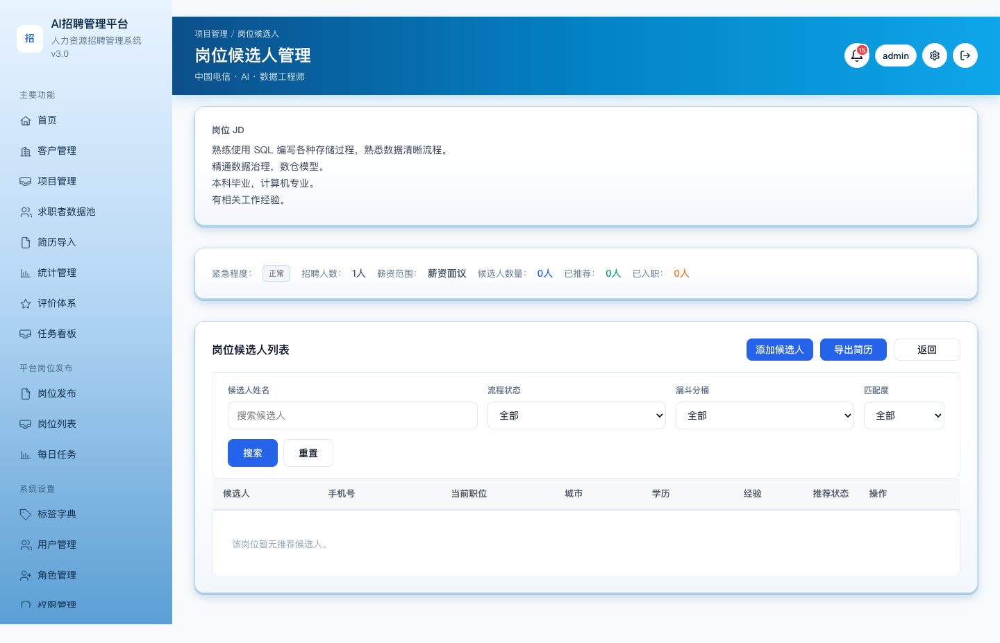 招
AI招聘管理平台
人力资源招聘管理系统
v3.0
主要功能
首页
客户管理
项目管理
求职者数据池
简历导入
统计管理
评价体系
任务看板
平台岗位发布
岗位发布
岗位列表
每日任务
系统设置
标签字典
用户管理
角色管理
权限管理
项目管理 / 岗位候选人
岗位候选人管理
中国电信 · AI · 数据工程师
15
admin
岗位 JD
熟练使用 SQL 编写各种存储过程，熟悉数据清晰流程。
精通数据治理，数仓模型。
本科毕业，计算机专业。
有相关工作经验。
紧急程度： 正常 招聘人数： 1人 薪资范围： 薪资面议 候选人数量： 0人 已推荐： 0人 已入职： 0人
岗位候选人列表
添加候选人 导出简历 返回
候选人姓名 流程状态 漏斗分桶 匹配度
搜索候选人 全部 全部 全部
搜索 重置
候选人 手机号 当前职位 城市 学历 经验 推荐状态 操作
该岗位暂无推荐候选人。